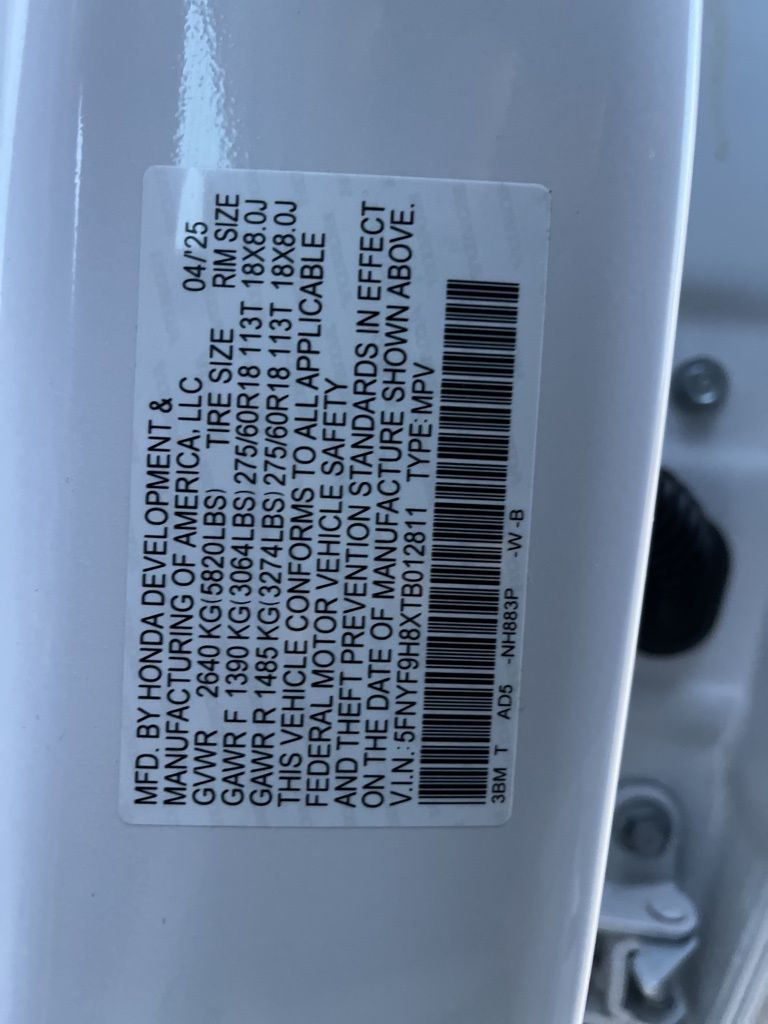 MFD. BY HONDA DEVELOPMENT &
MANUFACTURING OF AMERICA, LLC 04/'25
GVWR 2640 KG(5820LBS) TIRE SIZE RIM SIZE
GAWR F 1390 KG(3064LBS) 275/60R18 113T 18X8.0J
GAWR R 1485 KG(3274LBS) 275/60R18 113T 18X8.0J
THIS VEHICLE CONFORMS TO ALL APPLICABLE
FEDERAL MOTOR VEHICLE SAFETY
AND THEFT PREVENTION STANDARDS IN EFFECT
ON THE DATE OF MANUFACTURE SHOWN ABOVE.
V.I.N.:5FNYF9H8XTB012811 TYPE:MPV
3BM T AD5 -NH883P -W -B